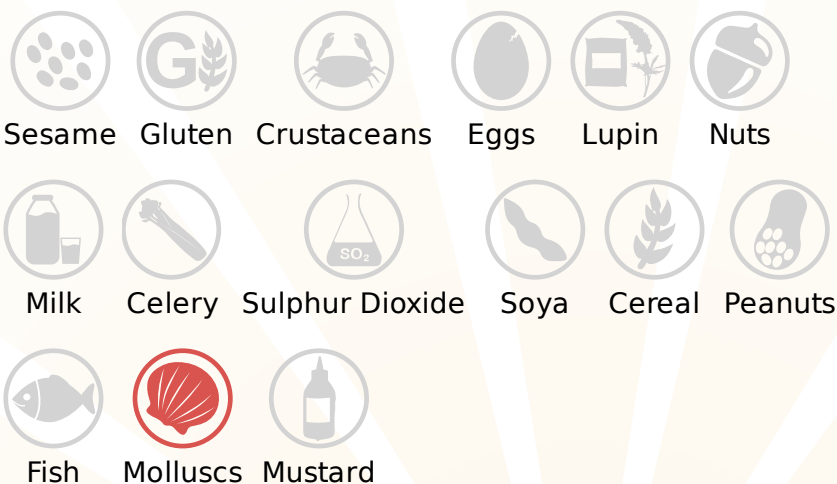 G
Sesame Gluten Crustaceans Eggs Lupin Nuts
SO₂
Milk Celery Sulphur Dioxide Soya Cereal Peanuts
Fish Molluscs Mustard